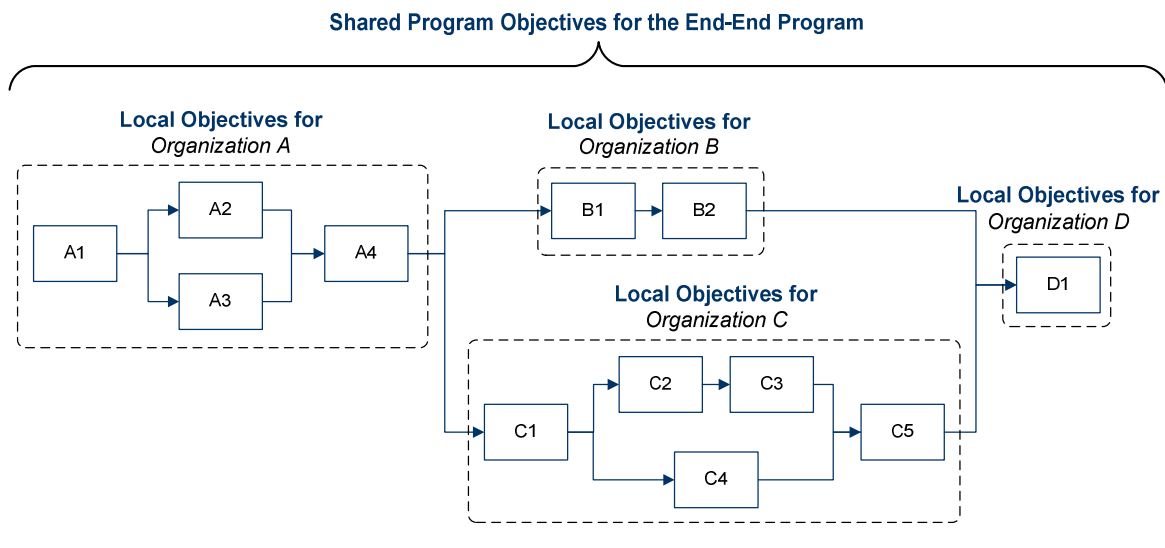 Shared Program Objectives for the End-End Program
Local Objectives for
Organization A
A1
A2
A3
A4
Local Objectives for
Organization B
B1
B2
Local Objectives for
Organization C
C1
C2
C3
C4
C5
Local Objectives for
Organization D
D1